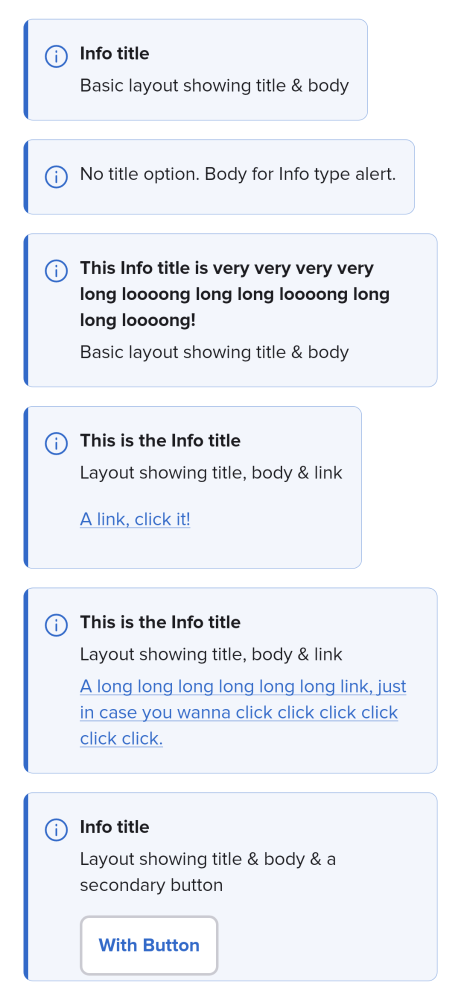 Info title
Basic layout showing title & body
No title option. Body for Info type alert.
This Info title is very very very very
long loooong long long loooong long
long loooong!
Basic layout showing title & body
This is the Info title
Layout showing title, body & link
A link, click it!
This is the Info title
Layout showing title, body & link
A long long long long long long link, just
in case you wanna click click click click
click click.
Info title
Layout showing title & body & a
secondary button
With Button